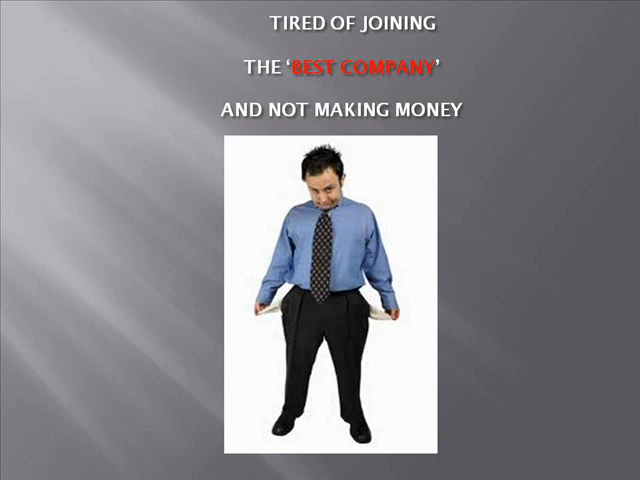 TIRED OF JOINING
THE ‘BEST COMPANY’
AND NOT MAKING MONEY